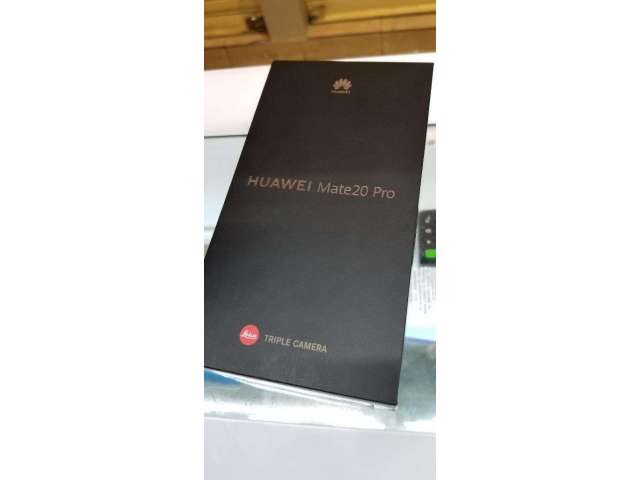 HUAWEI
HUAWEI Mate20 Pro
Leica
TRIPLE CAMERA